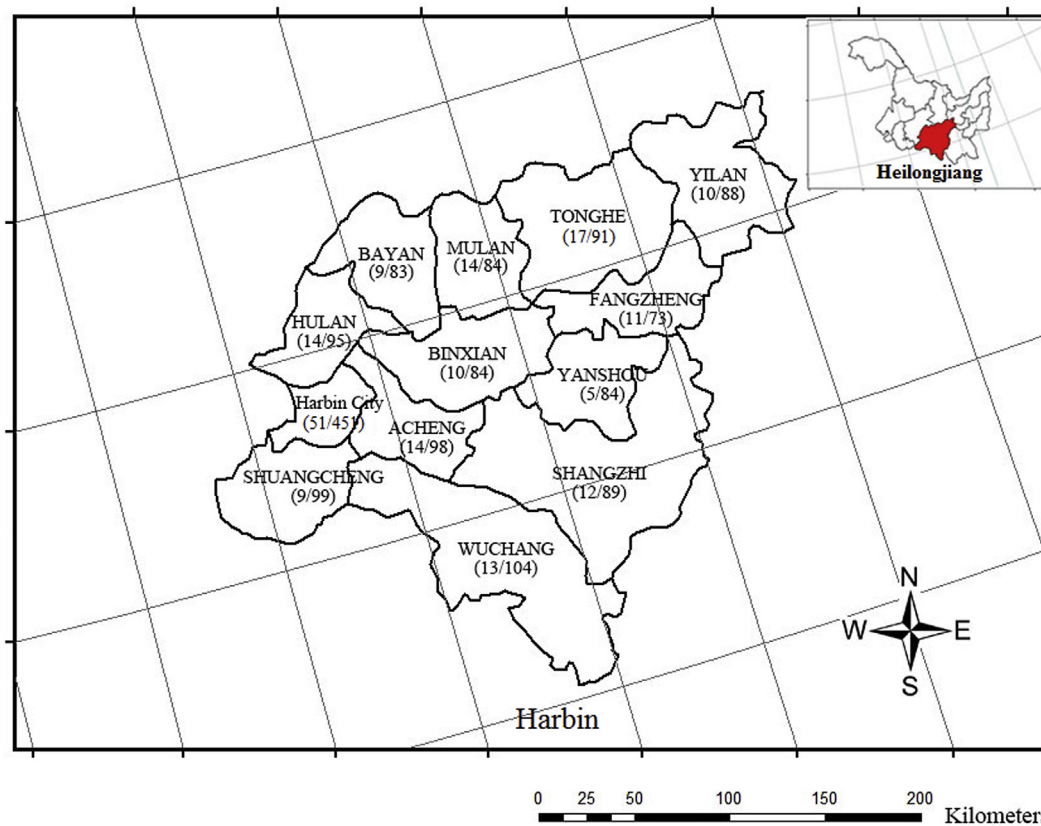 Heilongjiang
YILAN
(10/88)
TONGHE
(17/91)
MULAN
(14/84)
BAYAN
(9/83)
FANGZHENG
(11/73)
HULAN
(14/95)
BINXIAN
(10/84)
YANSHOU
(5/84)
Harbin City
(51/451)
ACHENG
(14/98)
SHUANGCHENG
(9/99)
SHANGZHI
(12/89)
WUCHANG
(13/104)
N
W E
S
Harbin
0 25 50 100 150 200
Kilometers